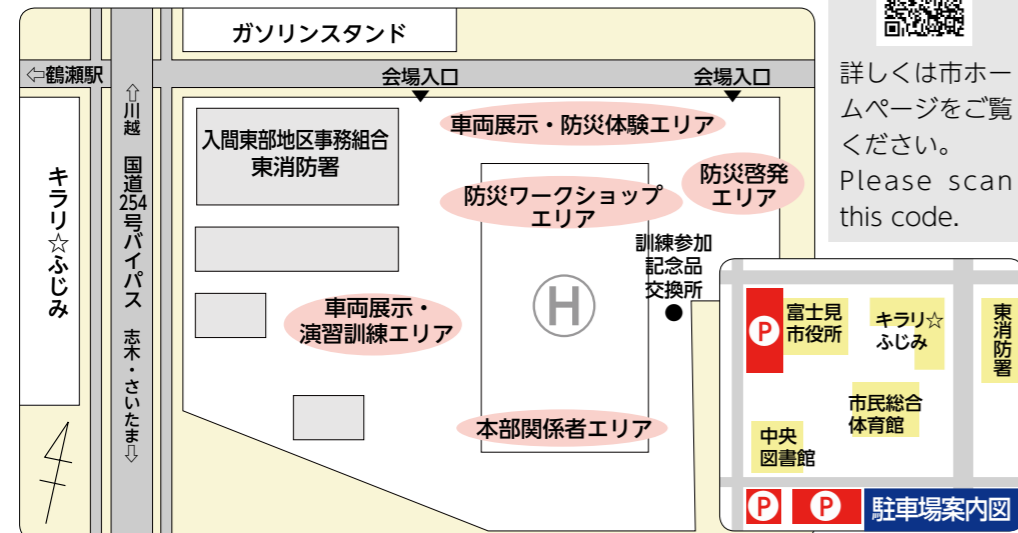 ガソリンスタンド
⇦鶴瀬駅
会場入口
会場入口
⇧川越 国道254号バイパス 志木・さいたま⇩
キラリ☆ふじみ
入間東部地区事務組合
東消防署
車両展示・防災体験エリア
防災ワークショップ
エリア
防災啓発
エリア
訓練参加
記念品
交換所
●
車両展示・
演習訓練エリア
H
本部関係者エリア
詳しくは市ホー
ムページをご覧
ください。
Please scan
this code.
P
富士見
市役所
キラリ☆
ふじみ
東消防署
市民総合
体育館
中央
図書館
P
P
駐車場案内図